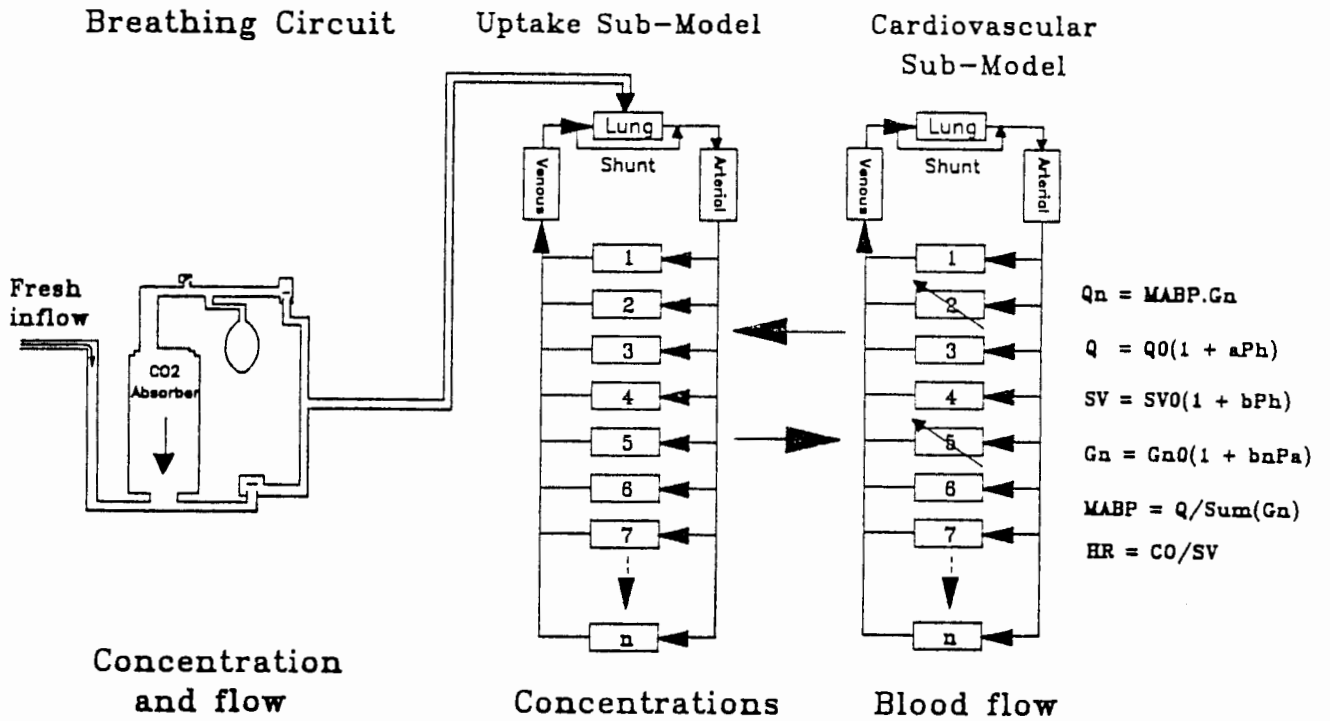 Breathing Circuit
Uptake Sub-Model
Cardiovascular
Sub-Model
Lung
Shunt
Venous
Arterial
1
2
3
4
5
6
7
n
Lung
Shunt
Venous
Arterial
1
2
3
4
5
6
7
n
Fresh
inflow
CO2
Absorber
Qn = MABP.Gn
Q = Q0(1 + aPh)
SV = SV0(1 + bPh)
Gn = Gn0(1 + bnPa)
MABP = Q/Sum(Gn)
HR = CO/SV
Concentration
and flow
Concentrations
Blood flow